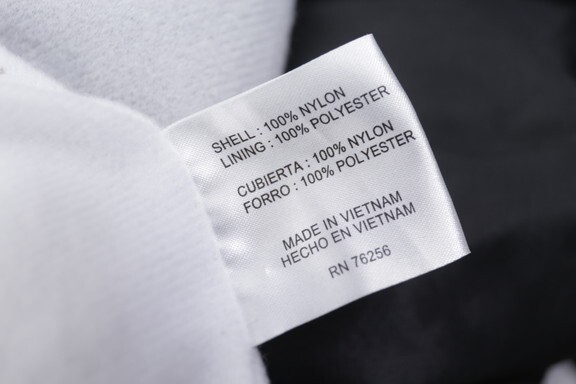 SHELL : 100% NYLON
LINING : 100% POLYESTER
CUBIERTA : 100% NYLON
FORRO : 100% POLYESTER
MADE IN VIETNAM
HECHO EN VIETNAM
RN 76256